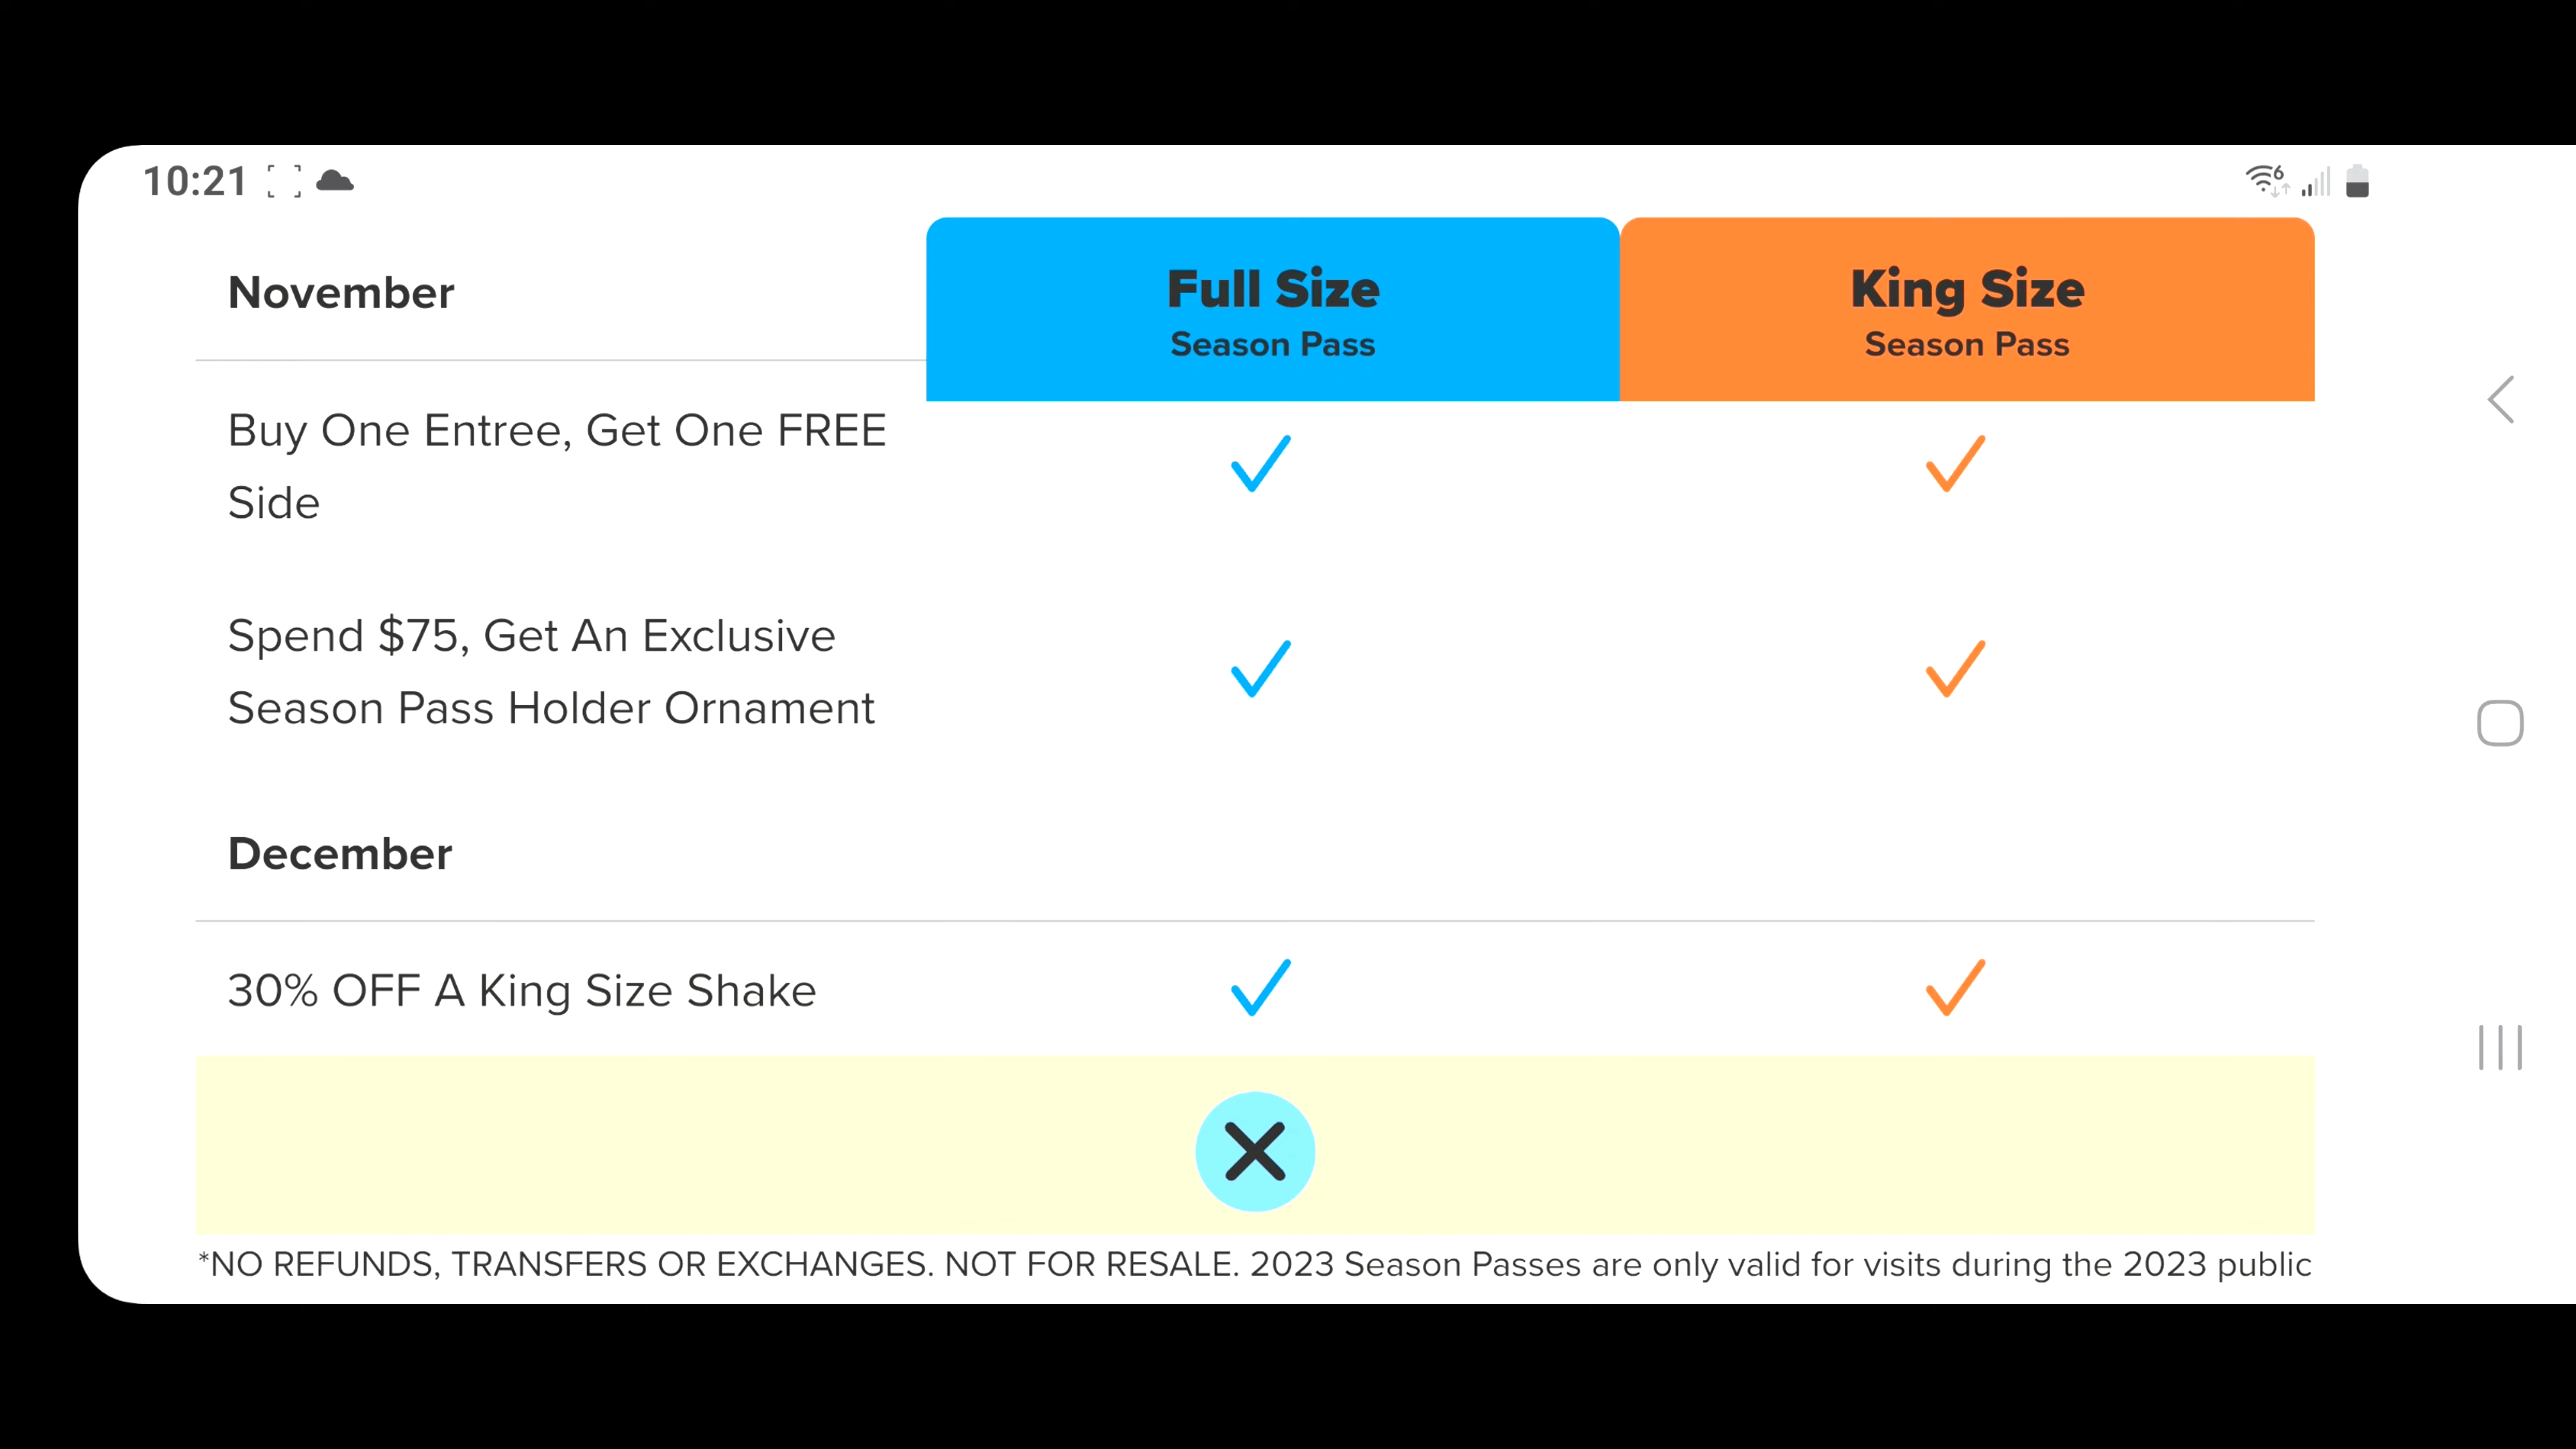 10:21
6
November
Full Size
Season Pass
King Size
Season Pass
Buy One Entree, Get One FREE
Side
Spend $75, Get An Exclusive
Season Pass Holder Ornament
December
30% OFF A King Size Shake
*NO REFUNDS, TRANSFERS OR EXCHANGES. NOT FOR RESALE. 2023 Season Passes are only valid for visits during the 2023 public